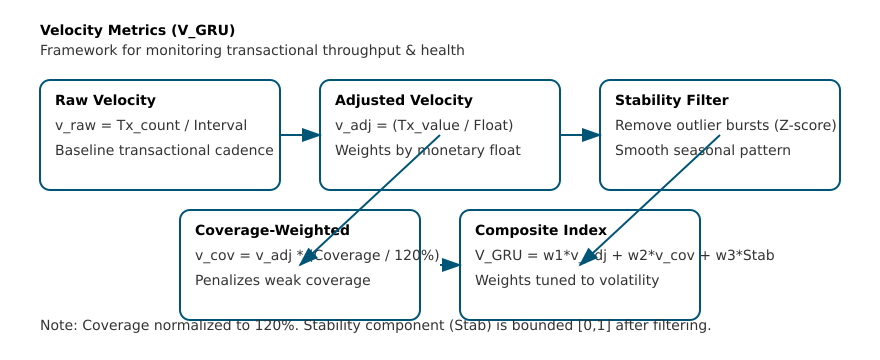 Velocity Metrics (V_GRU)
Framework for monitoring transactional throughput & health
Raw Velocity
v_raw = Tx_count / Interval
Baseline transactional cadence
Adjusted Velocity
v_adj = (Tx_value / Float)
Weights by monetary float
Stability Filter
Remove outlier bursts (Z-score)
Smooth seasonal pattern
Coverage-Weighted
v_cov = v_adj * (Coverage / 120%)
Penalizes weak coverage
Composite Index
V_GRU = w1*v_adj + w2*v_cov + w3*Stab
Weights tuned to volatility
Note: Coverage normalized to 120%. Stability component (Stab) is bounded [0,1] after filtering.